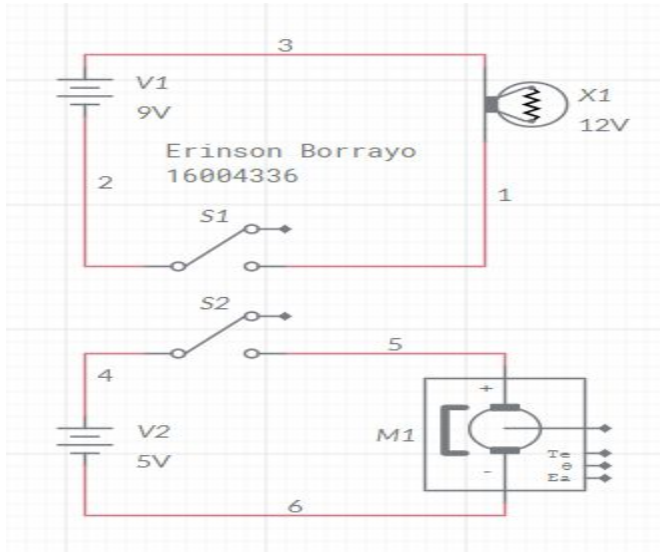 3
V1
9V
X1
12V
Erinson Borrayo
16004336
2
1
S1
S2
5
4
V2
5V
M1
+
-
Te
θ
Ea
6